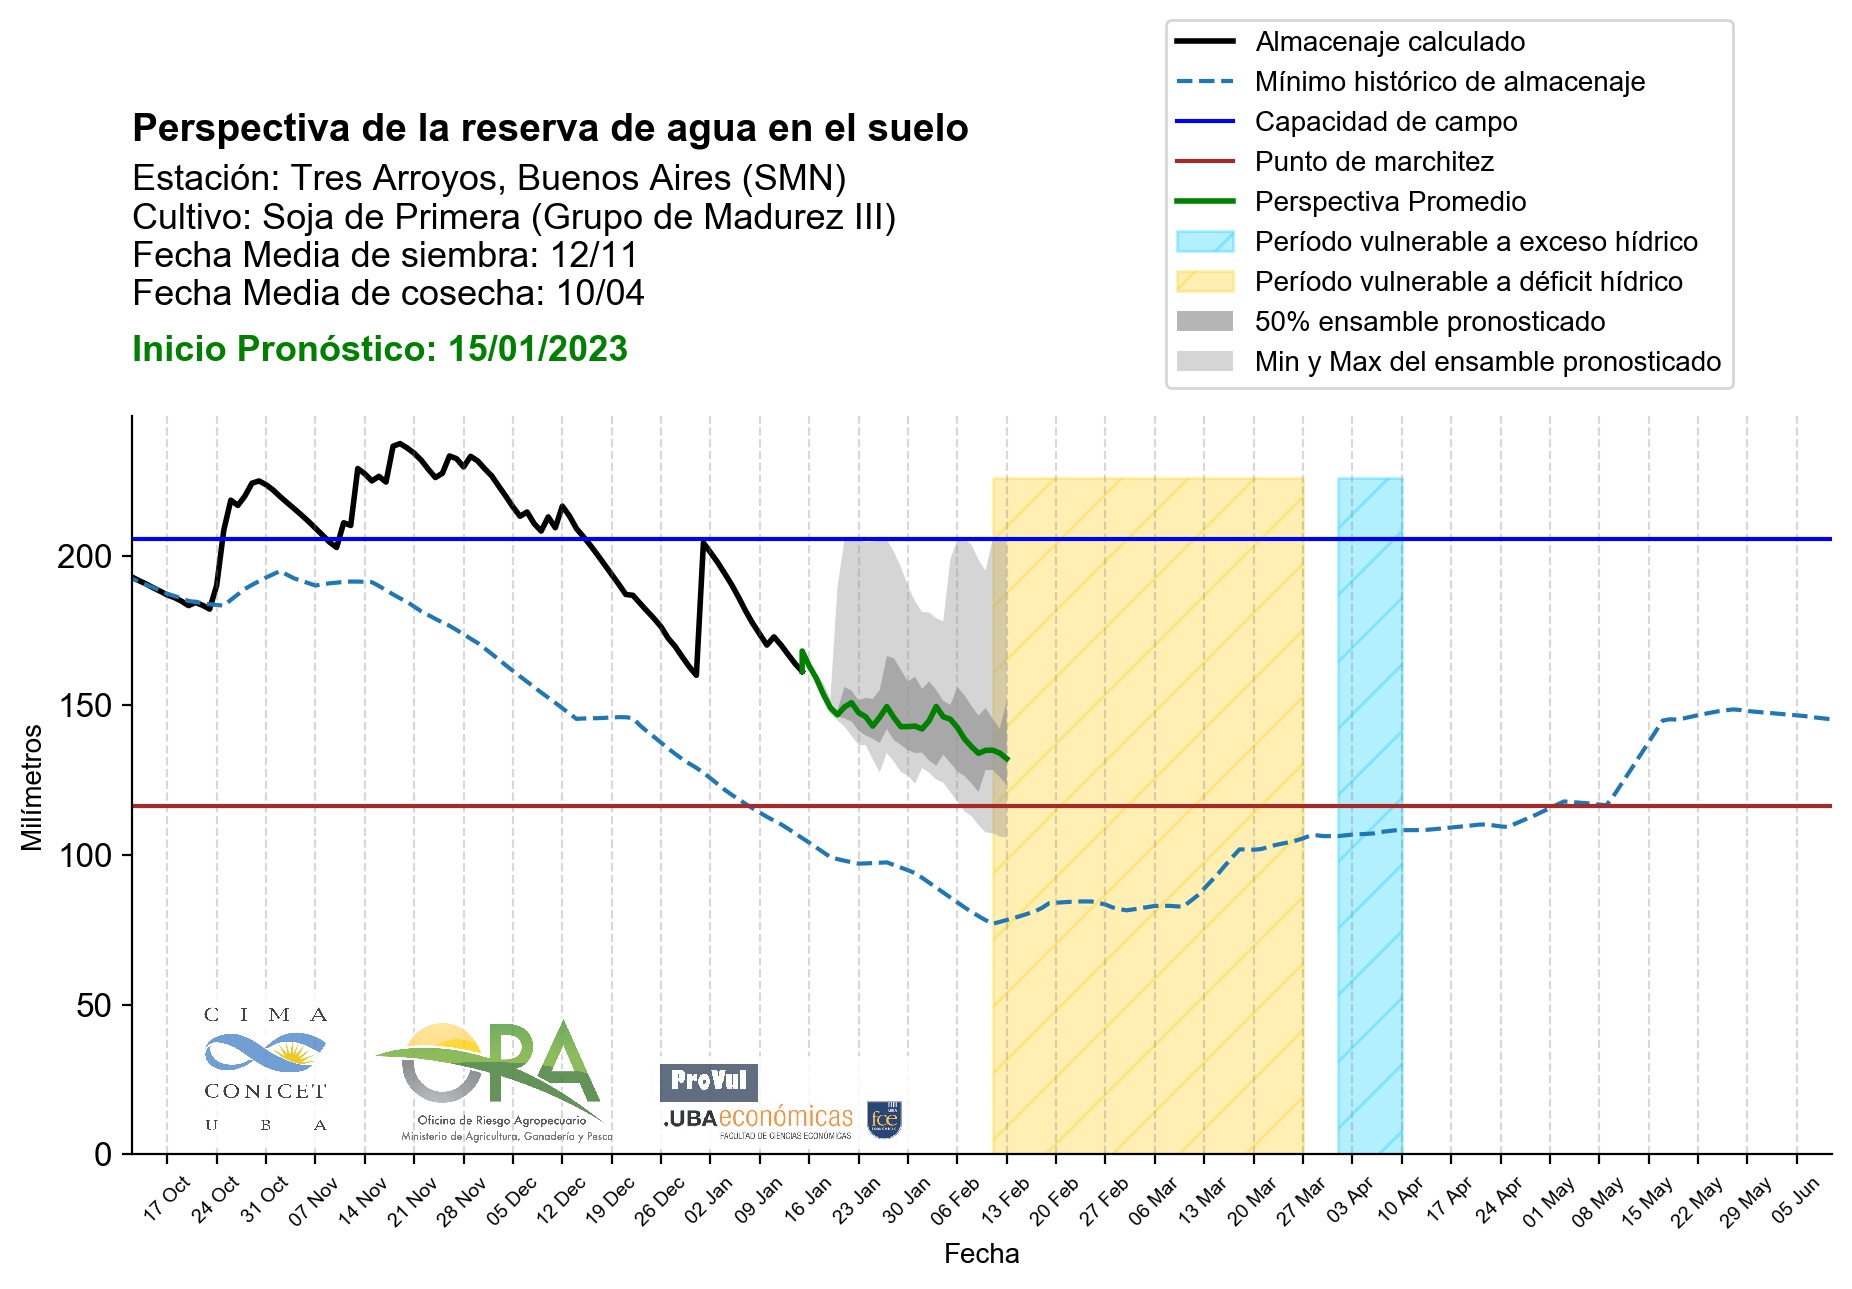 Almacenaje calculado
Mínimo histórico de almacenaje
Capacidad de campo
Punto de marchitez
Perspectiva Promedio
Período vulnerable a exceso hídrico
Período vulnerable a déficit hídrico
50% ensamble pronosticado
Min y Max del ensamble pronosticado
Perspectiva de la reserva de agua en el suelo
Estación: Tres Arroyos, Buenos Aires (SMN)
Cultivo: Soja de Primera (Grupo de Madurez III)
Fecha Media de siembra: 12/11
Fecha Media de cosecha: 10/04
Inicio Pronóstico: 15/01/2023
Milímetros
200
150
100
50
0
CIMA
CONICET
UBA
ORA
Oficina de Riesgo Agropecuario
Ministerio de Agricultura, Ganadería y Pesca
ProVul
.UBAeconómicas
FACULTAD DE CIENCIAS ECONÓMICAS
UBA
fce
ECONÓMICAS
17 Oct
24 Oct
31 Oct
07 Nov
14 Nov
21 Nov
28 Nov
05 Dec
12 Dec
19 Dec
26 Dec
02 Jan
09 Jan
16 Jan
23 Jan
30 Jan
06 Feb
13 Feb
20 Feb
27 Feb
06 Mar
13 Mar
20 Mar
27 Mar
03 Apr
10 Apr
17 Apr
24 Apr
01 May
08 May
15 May
22 May
29 May
05 Jun
Fecha